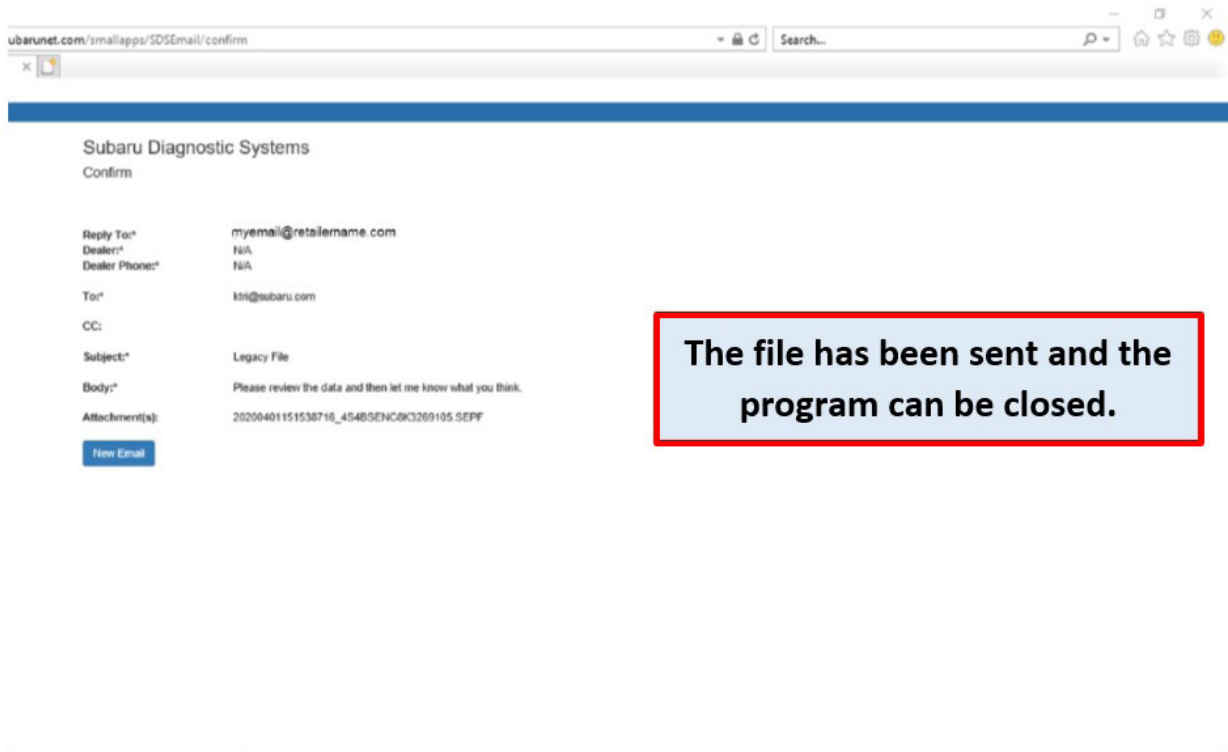 ubarunet.com/smallapps/SDSEmail/confirm
Search...
Subaru Diagnostic Systems
Confirm
Reply To:* myemail@retailername.com
Dealer:* N/A
Dealer Phone:* N/A
To:* ktri@subaru.com
CC:
Subject:* Legacy File
Body:* Please review the data and then let me know what you think.
Attachment(s): 20200401151538716_4S4BSENC8K3269105.SEPF
New Email
The file has been sent and the
program can be closed.